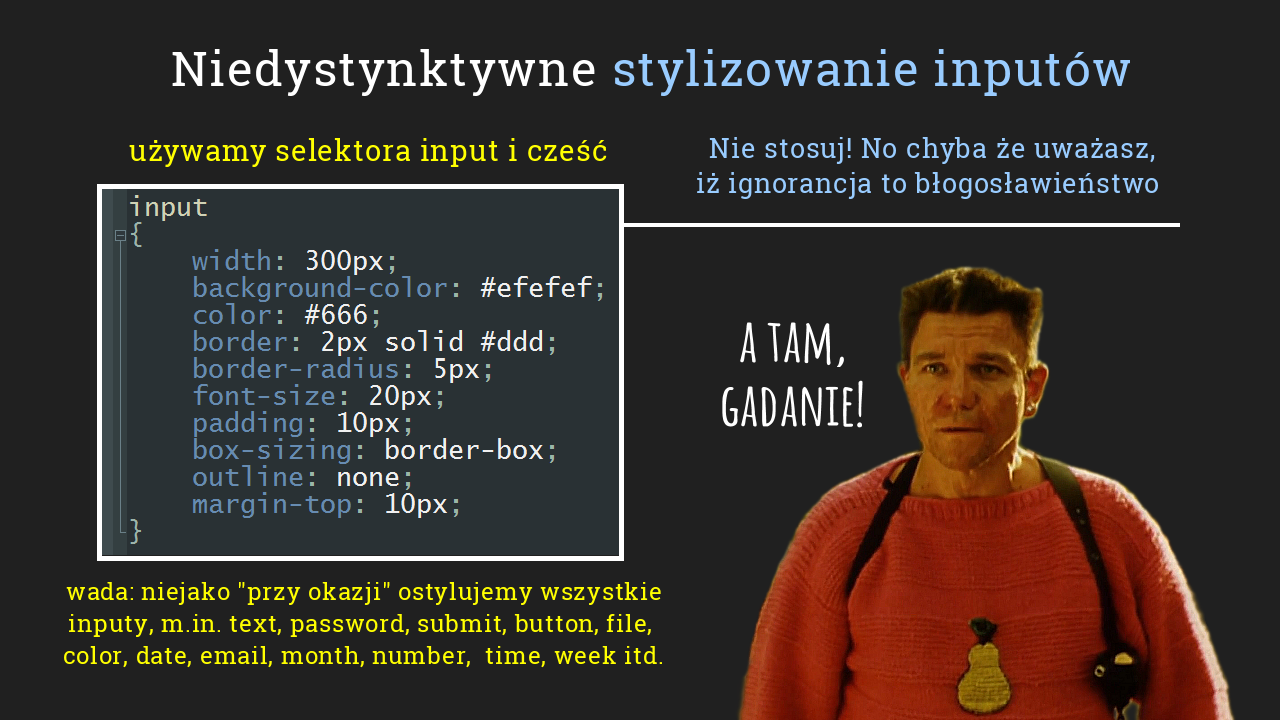 Niedystynktywne stylizowanie inputów
używamy selektora input i cześć
input
{
width: 300px;
background-color: #efefef;
color: #666;
border: 2px solid #ddd;
border-radius: 5px;
font-size: 20px;
padding: 10px;
box-sizing: border-box;
outline: none;
margin-top: 10px;
}
wada: niejako "przy okazji" ostylujemy wszystkie
inputy, m.in. text, password, submit, button, file,
color, date, email, month, number, time, week itd.
Nie stosuj! No chyba że uważasz,
iż ignorancja to błogosławieństwo
A TAM,
GADANIE!